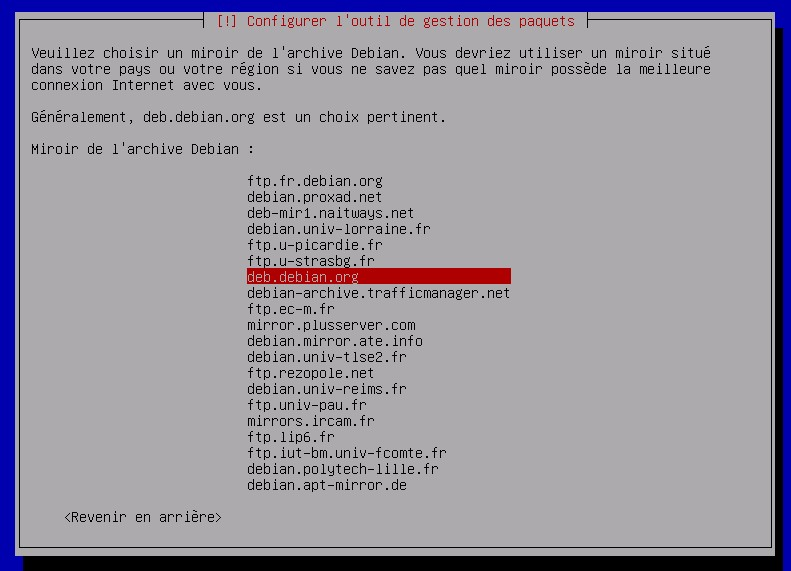 [!] Configurer l'outil de gestion des paquets
Veuillez choisir un miroir de l'archive Debian. Vous devriez utiliser un miroir situé
dans votre pays ou votre région si vous ne savez pas quel miroir possède la meilleure
connexion Internet avec vous.
Généralement, deb.debian.org est un choix pertinent.
Miroir de l'archive Debian :
ftp.fr.debian.org
debian.proxad.net
deb-mir1.naitways.net
debian.univ-lorraine.fr
ftp.u-picardie.fr
ftp.u-strasbg.fr
deb.debian.org
debian-archive.trafficmanager.net
ftp.ec-m.fr
mirror.plusserver.com
debian.mirror.ate.info
debian.univ-tlse2.fr
ftp.rezopole.net
debian.univ-reims.fr
ftp.univ-pau.fr
mirrors.ircam.fr
ftp.lip6.fr
ftp.iut-bm.univ-fcomte.fr
debian.polytech-lille.fr
debian.apt-mirror.de
<Revenir en arrière>